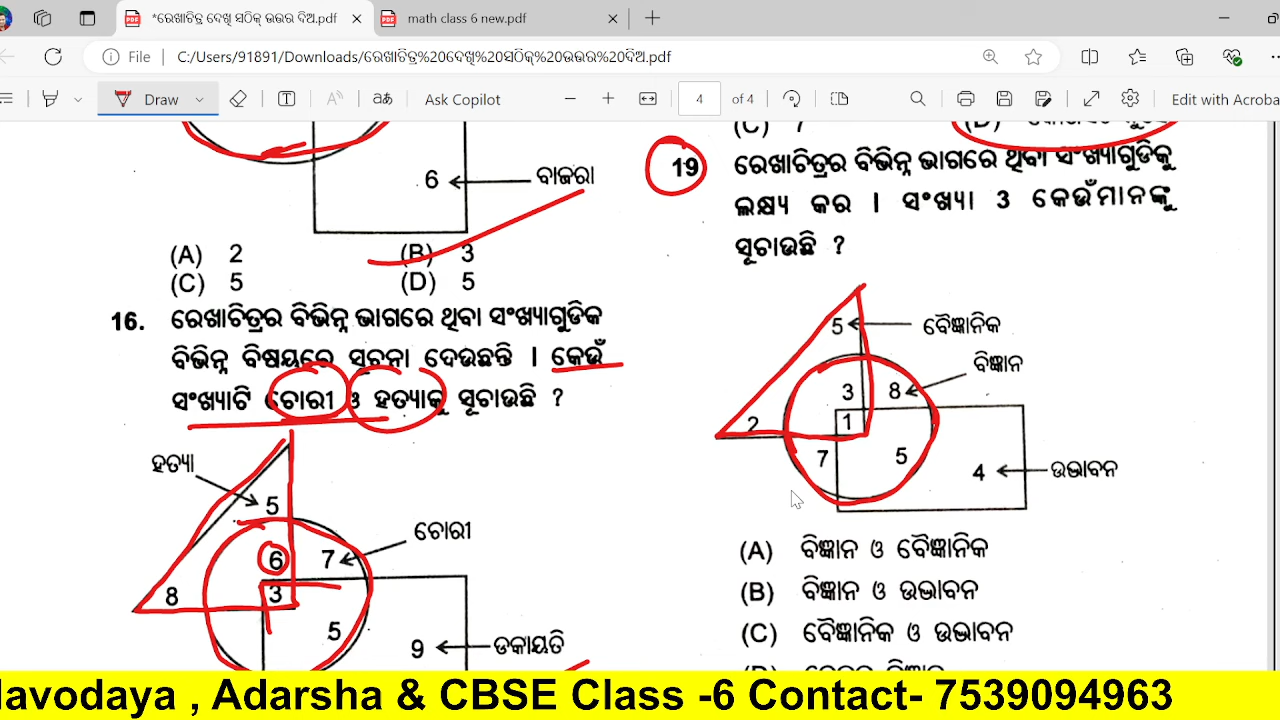 *ରେଖାଚିତ୍ର ଦେଖି ସଠିକ୍ ଉତ୍ତର ଦିଅ.pdf
math class 6 new.pdf
File
C:/Users/91891/Downloads/ରେଖାଚିତ୍ର%20ଦେଖି%20ସଠିକ୍%20ଉତ୍ତର%20ଦିଅ.pdf
Draw
Ask Copilot
4 of 4
Edit with Acroba
6
ବାଜରା
(A) 2
(B) 3
(C) 5
(D) 5
16. ରେଖାଚିତ୍ରର ବିଭିନ୍ନ ଭାଗରେ ଥିବା ସଂଖ୍ୟାଗୁଡିକ
ବିଭିନ୍ନ ବିଷୟରେ ସୂଚନା ଦେଉଛନ୍ତି । କେଉଁ
ସଂଖ୍ୟାଟି ଚୋରୀ ଓ ହତ୍ୟାକୁ ସୂଚାଉଛି ?
ହତ୍ୟା
5
ଚୋରୀ
6
7
8
3
5
9
ଡକାୟତି
(C) 7
(D)
19 ରେଖାଚିତ୍ରର ବିଭିନ୍ନ ଭାଗରେ ଥିବା ସଂଖ୍ୟାଗୁଡିକୁ
ଲକ୍ଷ୍ୟ କର । ସଂଖ୍ୟା 3 କେଉଁମାନଙ୍କୁ
ସୂଚାଉଛି ?
5
ବୈଜ୍ଞାନିକ
ବିଜ୍ଞାନ
3
8
2
1
7
5
4
ଉଦ୍ଭାବନ
(A) ବିଜ୍ଞାନ ଓ ବୈଜ୍ଞାନିକ
(B) ବିଜ୍ଞାନ ଓ ଉଦ୍ଭାବନ
(C) ବୈଜ୍ଞାନିକ ଓ ଉଦ୍ଭାବନ
Navodaya , Adarsha & CBSE Class -6 Contact- 7539094963